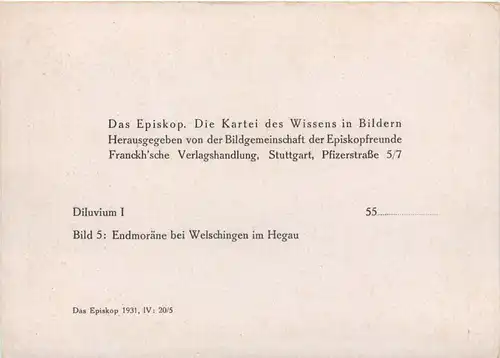 Das Episkop. Die Kartei des Wissens in Bildern
Herausgegeben von der Bildgemeinschaft der Episkopfreunde
Franckh'sche Verlagshandlung, Stuttgart, Pfizerstraße 5/7
Diluvium I 55....................
Bild 5: Endmoräne bei Welschingen im Hegau
Das Episkop 1931, IV: 20/5